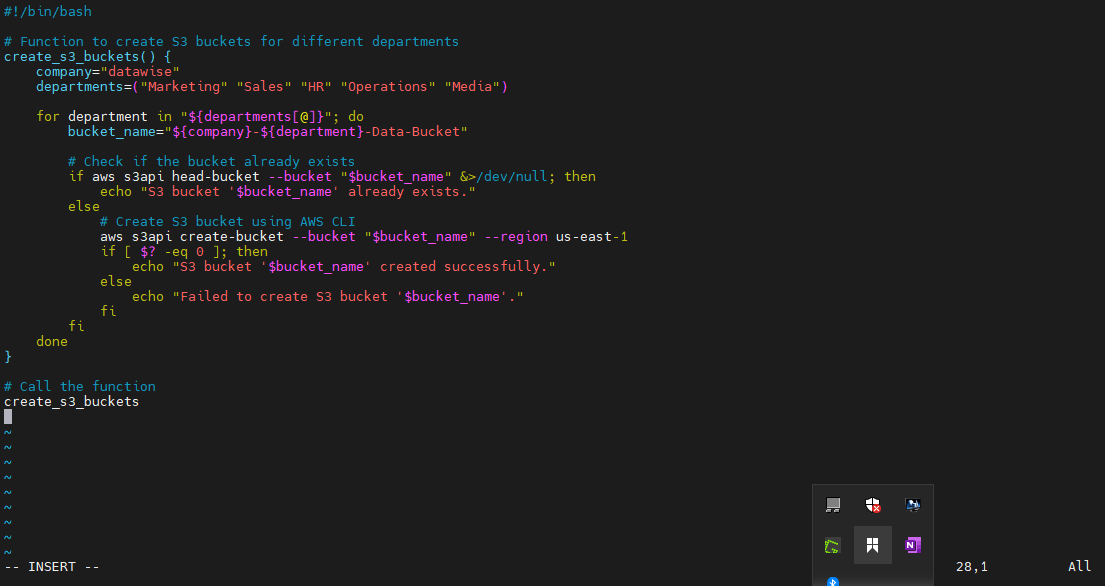 #!/bin/bash

# Function to create S3 buckets for different departments
create_s3_buckets() {
    company="datawise"
    departments=("Marketing" "Sales" "HR" "Operations" "Media")

    for department in "${departments[@]}"; do
        bucket_name="${company}-${department}-Data-Bucket"

        # Check if the bucket already exists
        if aws s3api head-bucket --bucket "$bucket_name" &>/dev/null; then
            echo "S3 bucket '$bucket_name' already exists."
        else
            # Create S3 bucket using AWS CLI
            aws s3api create-bucket --bucket "$bucket_name" --region us-east-1
            if [ $? -eq 0 ]; then
                echo "S3 bucket '$bucket_name' created successfully."
            else
                echo "Failed to create S3 bucket '$bucket_name'."
            fi
        fi
    done
}

# Call the function
create_s3_buckets
~
~
~
~
~
~
~
~
~
N
-- INSERT -- 28,1 All